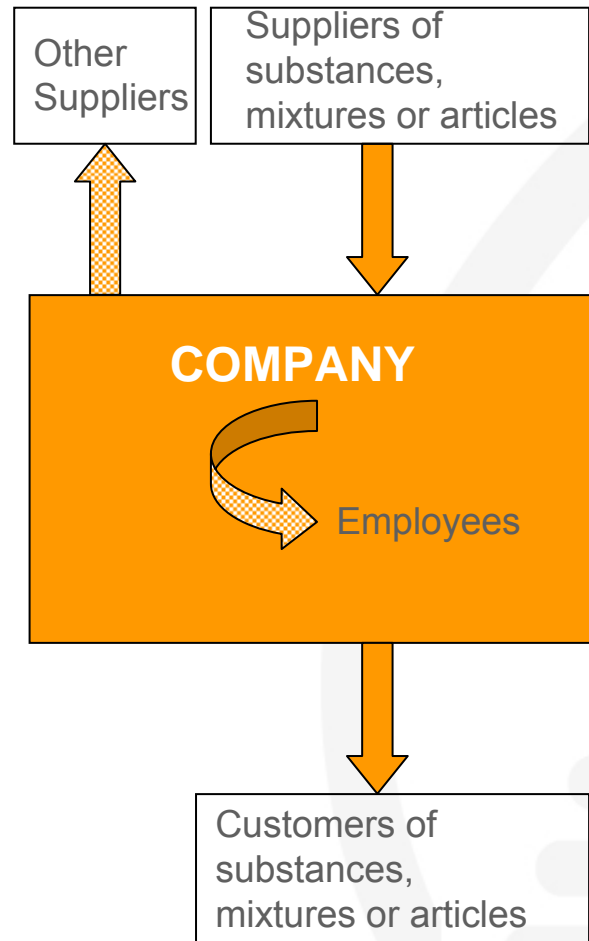 Other
Suppliers
Suppliers of
substances,
mixtures or articles
COMPANY
Employees
Customers of
substances,
mixtures or articles